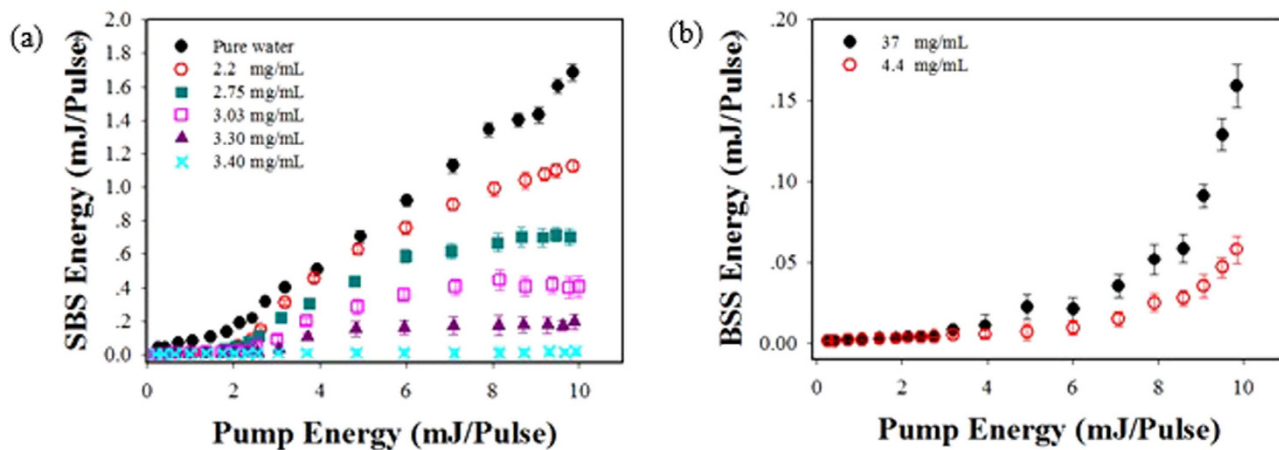 (a)
SBS Energy (mJ/Pulse)
2.0
1.8
1.6
1.4
1.2
1.0
.8
.6
.4
.2
0.0
Pure water
2.2 mg/mL
2.75 mg/mL
3.03 mg/mL
3.30 mg/mL
3.40 mg/mL
0 2 4 6 8 10
Pump Energy (mJ/Pulse)
(b)
BSS Energy (mJ/Pulse)
.20
.15
.10
.05
0.00
37 mg/mL
4.4 mg/mL
0 2 4 6 8 10
Pump Energy (mJ/Pulse)